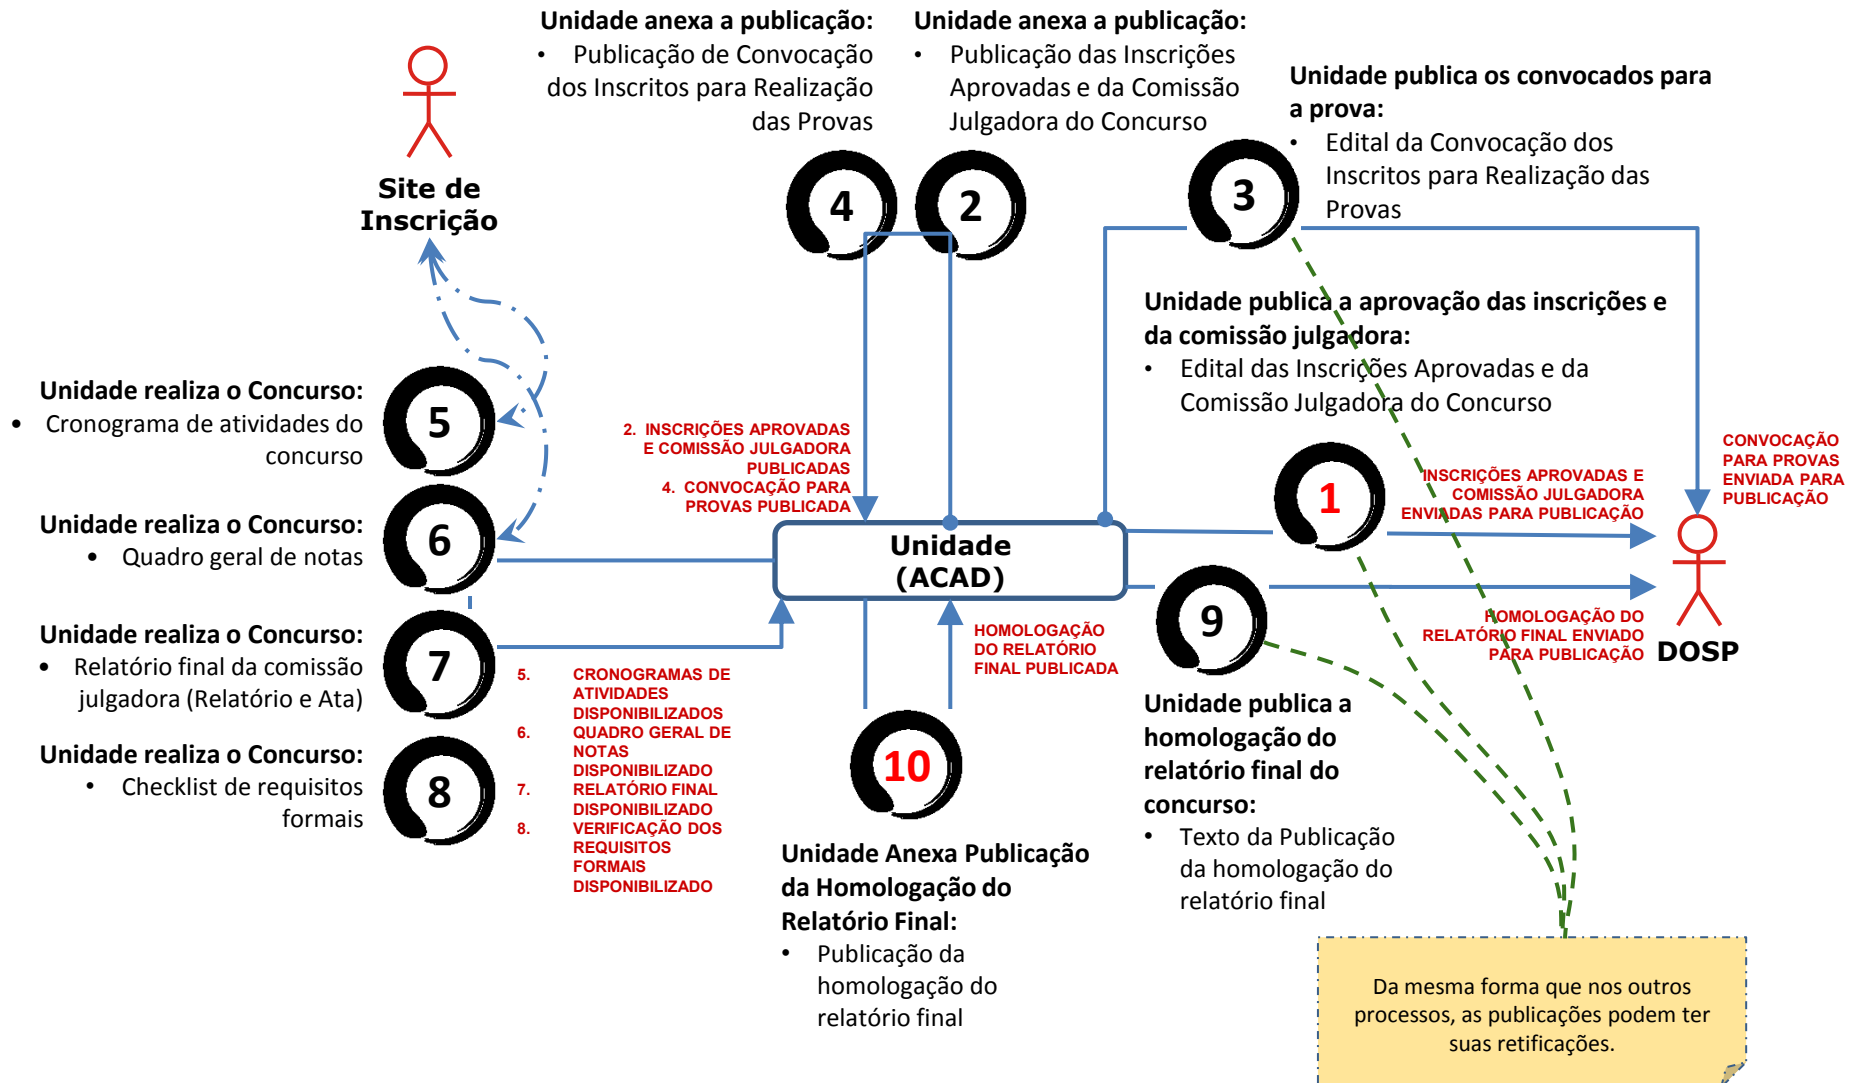 Unidade anexa a publicação:
• Publicação de Convocação
dos Inscritos para Realização
das Provas
4
Unidade anexa a publicação:
• Publicação das Inscrições
Aprovadas e da Comissão
Julgadora do Concurso
2
Unidade publica os convocados para
a prova:
• Edital da Convocação dos
Inscritos para Realização das
Provas
3
Site de
Inscrição
Unidade publica a aprovação das inscrições e
da comissão julgadora:
• Edital das Inscrições Aprovadas e da
Comissão Julgadora do Concurso
1
Unidade realiza o Concurso:
• Cronograma de atividades do
concurso
5
2. INSCRIÇÕES APROVADAS
E COMISSÃO JULGADORA
PUBLICADAS
4. CONVOCAÇÃO PARA
PROVAS PUBLICADA
INSCRIÇÕES APROVADAS E
COMISSÃO JULGADORA
ENVIADAS PARA PUBLICAÇÃO
CONVOCAÇÃO
PARA PROVAS
ENVIADA PARA
PUBLICAÇÃO
Unidade realiza o Concurso:
• Quadro geral de notas
6
Unidade
(ACAD)
Unidade realiza o Concurso:
• Relatório final da comissão
julgadora (Relatório e Ata)
7
HOMOLOGAÇÃO
DO RELATÓRIO
FINAL PUBLICADA
9
HOMOLOGAÇÃO DO
RELATÓRIO FINAL ENVIADO
PARA PUBLICAÇÃO
DOSP
5. CRONOGRAMAS DE
ATIVIDADES
DISPONIBILIZADOS
6. QUADRO GERAL DE
NOTAS
DISPONIBILIZADO
7. RELATÓRIO FINAL
DISPONIBILIZADO
8. VERIFICAÇÃO DOS
REQUISITOS
FORMAIS
DISPONIBILIZADO
Unidade realiza o Concurso:
• Checklist de requisitos
formais
8
10
Unidade publica a
homologação do
relatório final do
concurso:
• Texto da Publicação
da homologação do
relatório final
Unidade Anexa Publicação
da Homologação do
Relatório Final:
• Publicação da
homologação do
relatório final
Da mesma forma que nos outros
processos, as publicações podem ter
suas retificações.